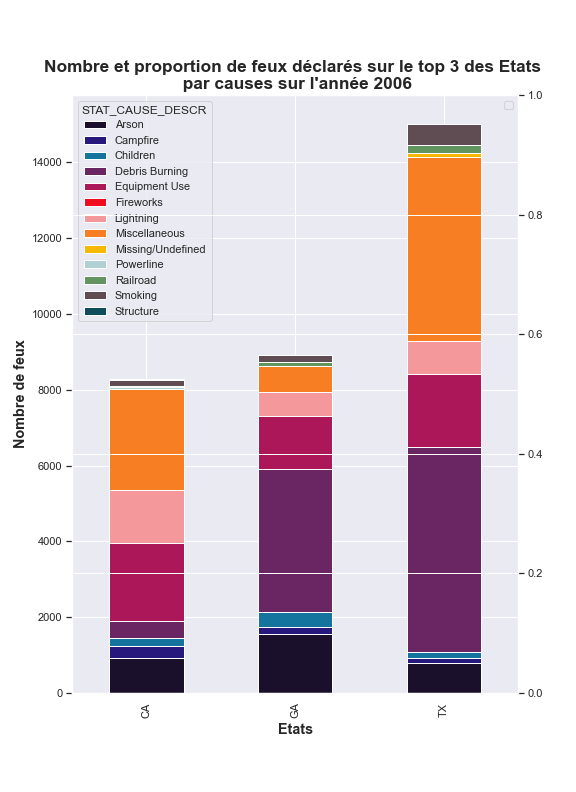 Nombre et proportion de feux déclarés sur le top 3 des Etats
par causes sur l'année 2006
STAT_CAUSE_DESCR
Arson
Campfire
Children
Debris Burning
Equipment Use
Fireworks
Lightning
Miscellaneous
Missing/Undefined
Powerline
Railroad
Smoking
Structure
Nombre de feux
14000
12000
10000
8000
6000
4000
2000
0
1.0
0.8
0.6
0.4
0.2
0.0
CA
GA
TX
Etats